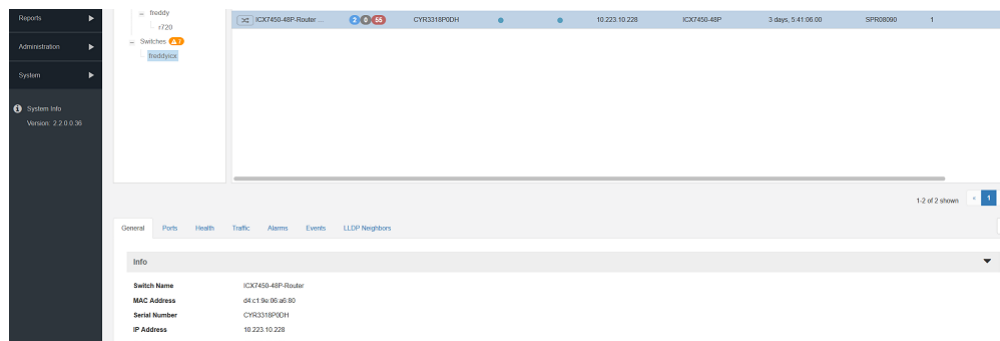 Reports
Administration
System
System Info
Version: 2.2.0.0.36
freddy
r720
Switches
freddyicx
ICX7450-48P-Router ... 2 0 55 CYR3318P0DH 10.223.10.228 ICX7450-48P 3 days, 5:41:06.00 SPR08090 1
1-2 of 2 shown « 1
General Ports Health Traffic Alarms Events LLDP Neighbors
Info
Switch Name ICX7450-48P-Router
MAC Address d4:c1:9e:06:a6:80
Serial Number CYR3318P0DH
IP Address 10.223.10.228